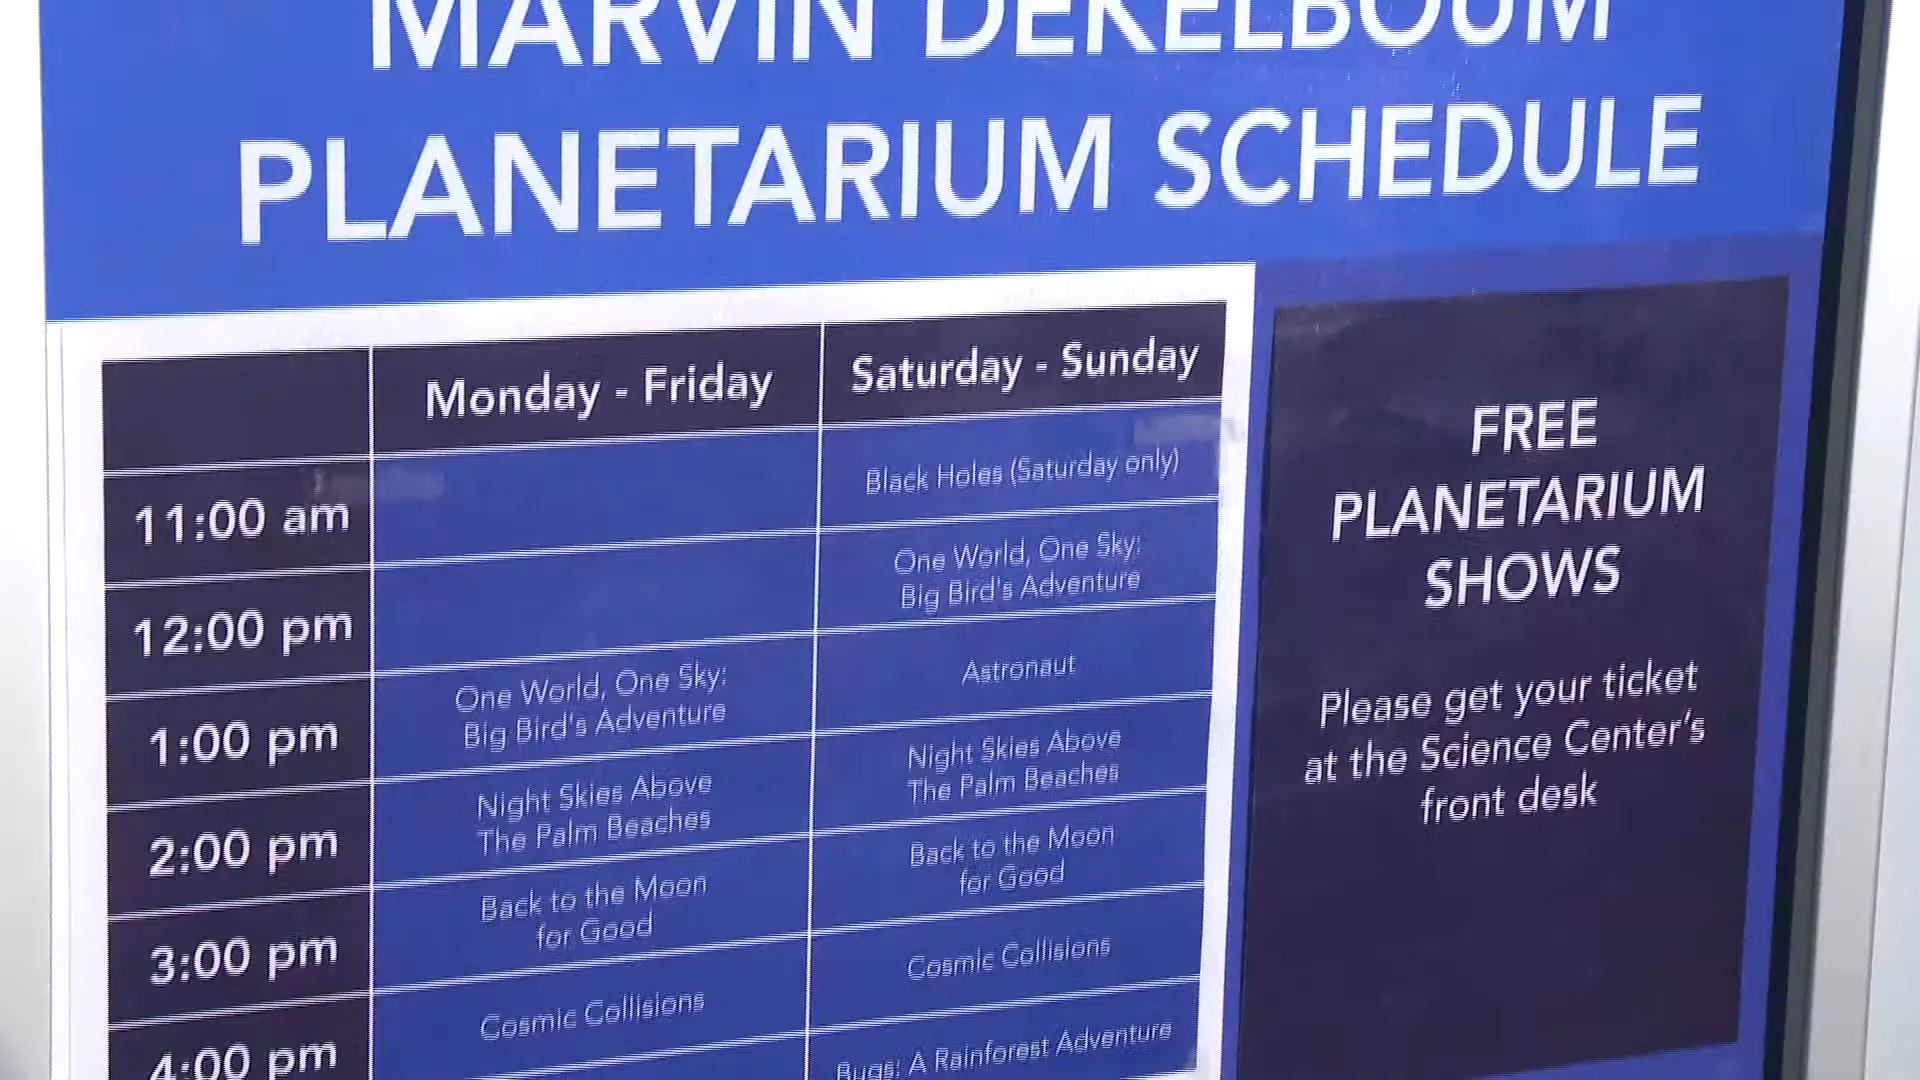 MARVIN DEKELBOUM
PLANETARIUM SCHEDULE
Monday - Friday
Saturday - Sunday
11:00 am
Black Holes (Saturday only)
12:00 pm
One World, One Sky:
Big Bird's Adventure
1:00 pm
One World, One Sky:
Big Bird's Adventure
Astronaut
2:00 pm
Night Skies Above
The Palm Beaches
Night Skies Above
The Palm Beaches
3:00 pm
Back to the Moon
for Good
Back to the Moon
for Good
4:00 pm
Cosmic Collisions
Cosmic Collisions
Bugs: A Rainforest Adventure
FREE
PLANETARIUM
SHOWS
Please get your ticket
at the Science Center's
front desk